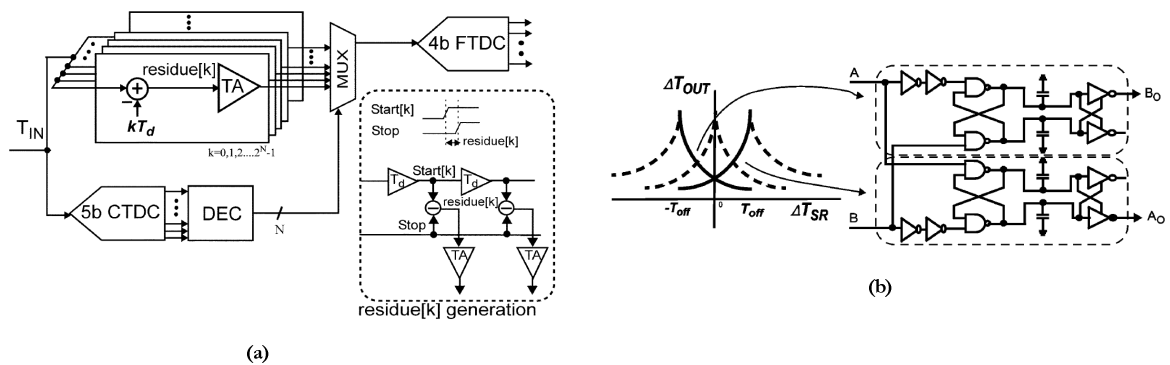 residue[k]
TA
+
−
kT_d
k=0,1,2....2^N-1
MUX
4b FTDC
T_IN
5b CTDC
DEC
N
Start[k]
Stop
residue[k]
T_d
Start[k]
T_d
residue[k]
Stop
TA
TA
residue[k] generation
(a)
ΔT_OUT
-T_off
0
T_off
ΔT_SR
A
B
B_O
A_O
(b)